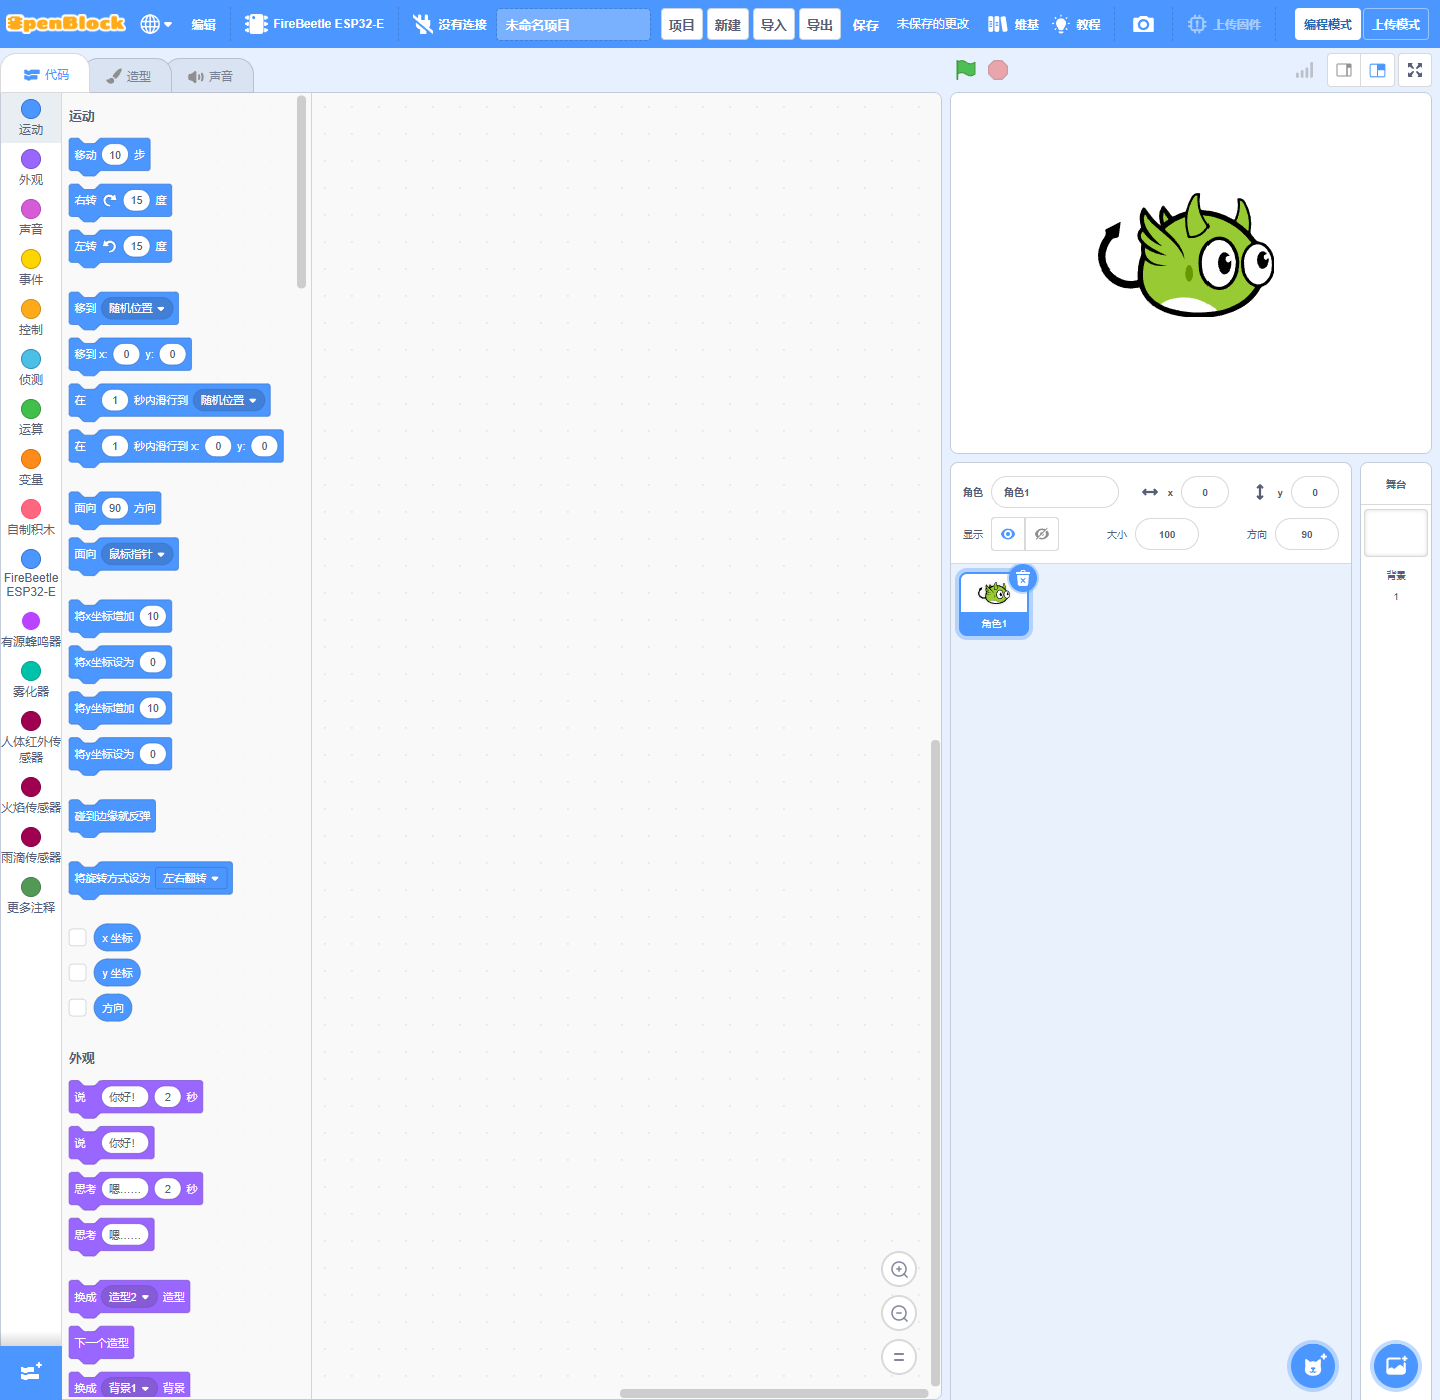 OpenBlock 编辑 FireBeetle ESP32-E 没有连接 未命名项目 项目 新建 导入 导出 保存 未保存的更改 维基 教程 上传固件 编程模式 上传模式
代码 造型 声音
运动
外观
声音
事件
控制
侦测
运算
变量
自制积木
FireBeetle
ESP32-E
有源蜂鸣器
雾化器
人体红外传
感器
火焰传感器
雨滴传感器
更多注释
运动
移动 10 步
右转 15 度
左转 15 度
移到 随机位置
移到 x: 0 y: 0
在 1 秒内滑行到 随机位置
在 1 秒内滑行到 x: 0 y: 0
面向 90 方向
面向 鼠标指针
将x坐标增加 10
将x坐标设为 0
将y坐标增加 10
将y坐标设为 0
碰到边缘就反弹
将旋转方式设为 左右翻转
x 坐标
y 坐标
方向
外观
说 你好! 2 秒
说 你好!
思考 嗯…… 2 秒
思考 嗯……
换成 造型2 造型
下一个造型
换成 背景1 背景
角色 角色1 x 0 y 0
显示 大小 100 方向 90
角色1
舞台
背景
1